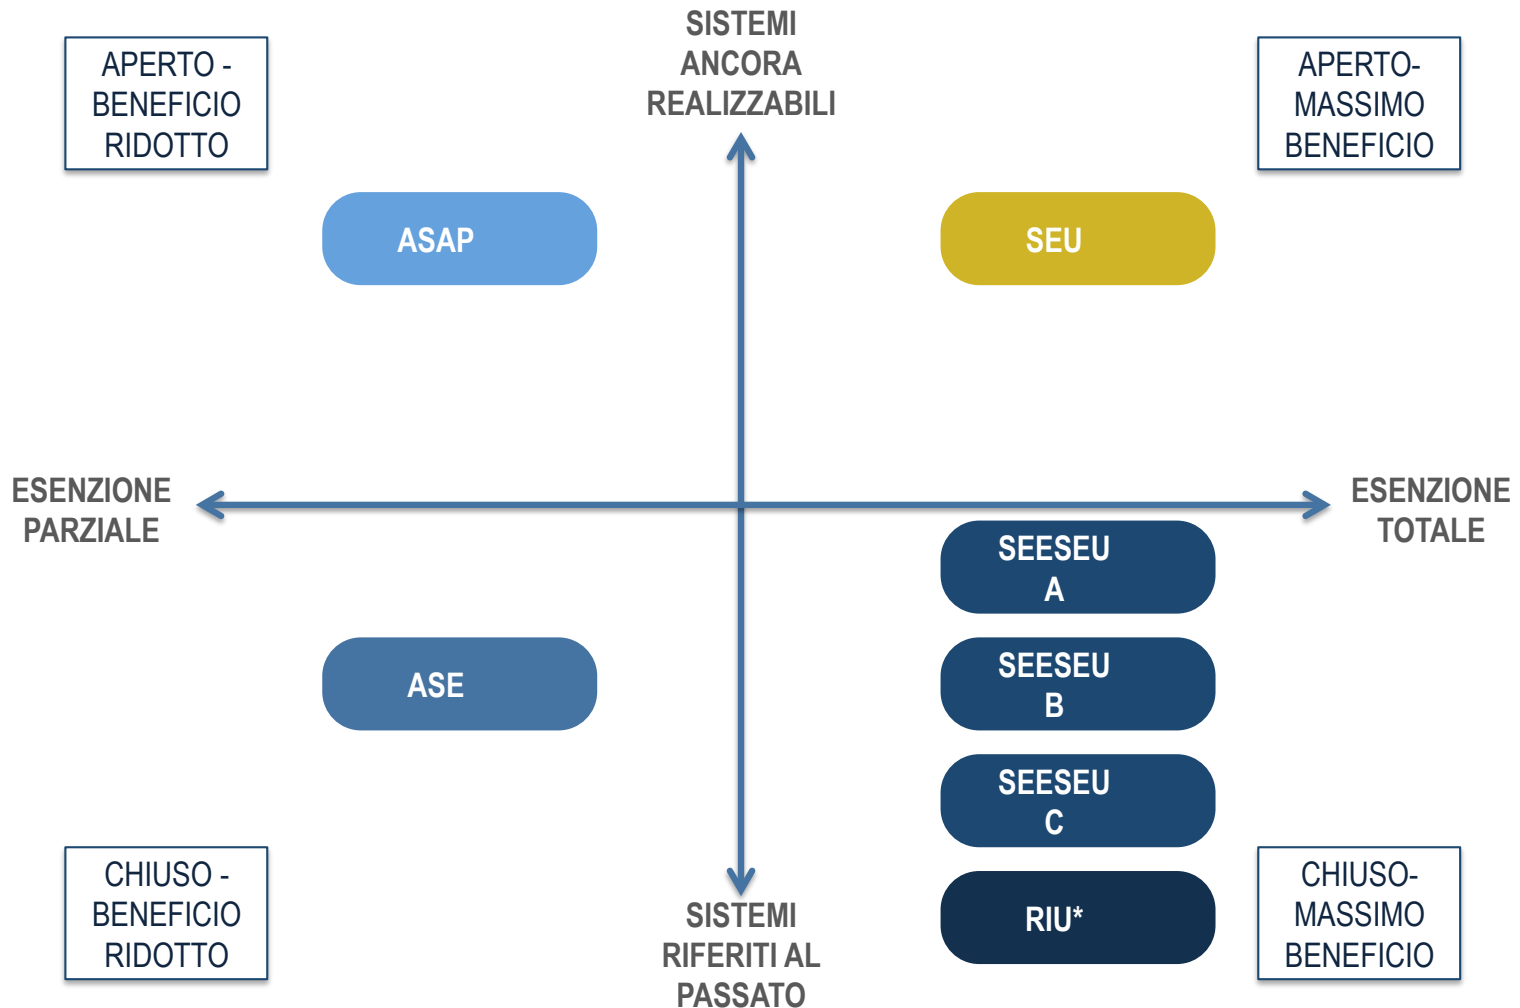 SISTEMI
ANCORA
REALIZZABILI
APERTO -
BENEFICIO
RIDOTTO
APERTO-
MASSIMO
BENEFICIO
ASAP
SEU
ESENZIONE
PARZIALE
ESENZIONE
TOTALE
SEESEU
A
ASE
SEESEU
B
SEESEU
C
RIU*
CHIUSO -
BENEFICIO
RIDOTTO
SISTEMI
RIFERITI AL
PASSATO
CHIUSO-
MASSIMO
BENEFICIO